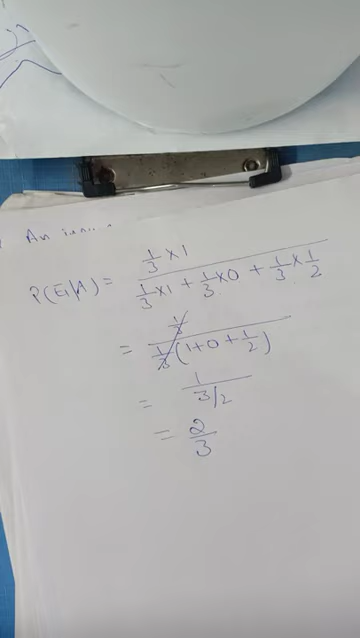 An
1/3 × 1
P(E₁|A) = ───────────────
1/3 × 1 + 1/3 × 0 + 1/3 × 1/2
= 1/3 / 1/3 (1 + 0 + 1/2)
= 1 / 3/2
= 2/3